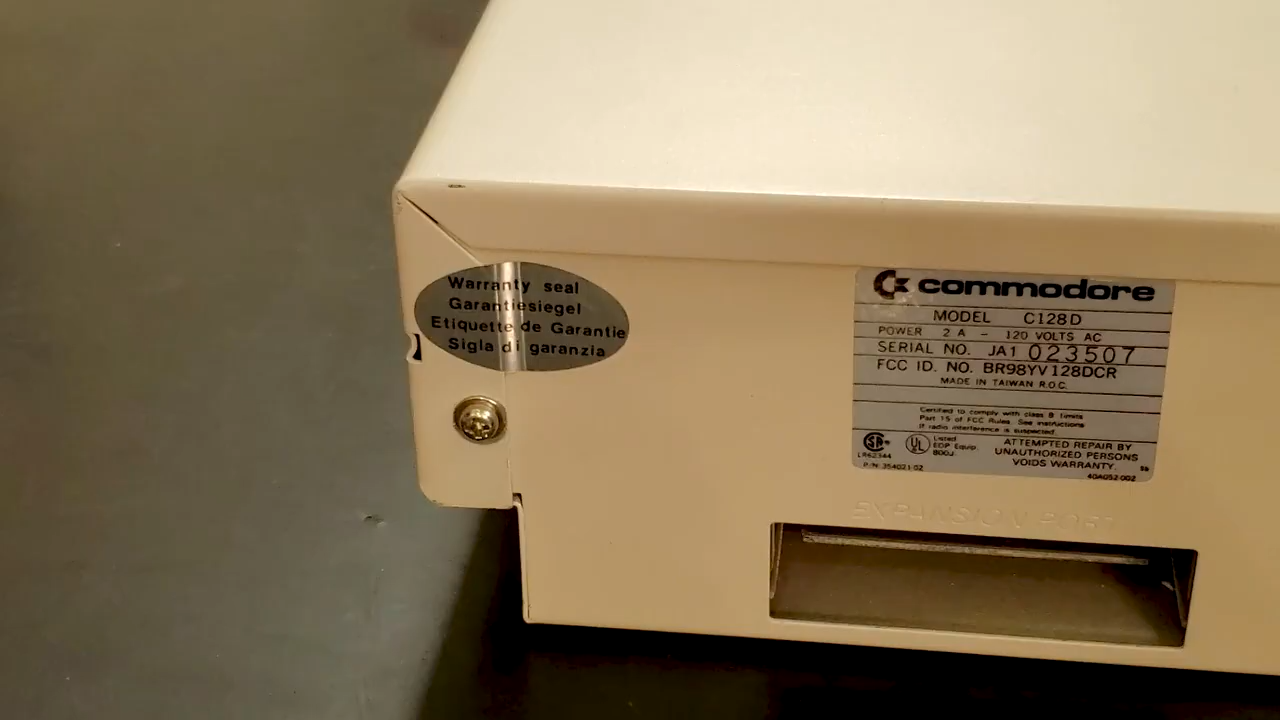 Warranty seal
Garantiesiegel
Etiquette de Garantie
Sigla di garanzia
commodore
MODEL C128D
POWER 2 A - 120 VOLTS AC
SERIAL NO. JA1 023507
FCC ID. NO. BR98YV128DCR
MADE IN TAIWAN R.O.C.
Certified to comply with class B limits
Part 15 of FCC Rules. See instructions
if radio interference is suspected.
SA
LR62344
UL
Listed
EDP Equip.
800J.
ATTEMPTED REPAIR BY
UNAUTHORIZED PERSONS
VOIDS WARRANTY.
P/N: 354021-02
40A052-002
EXPANSION PORT